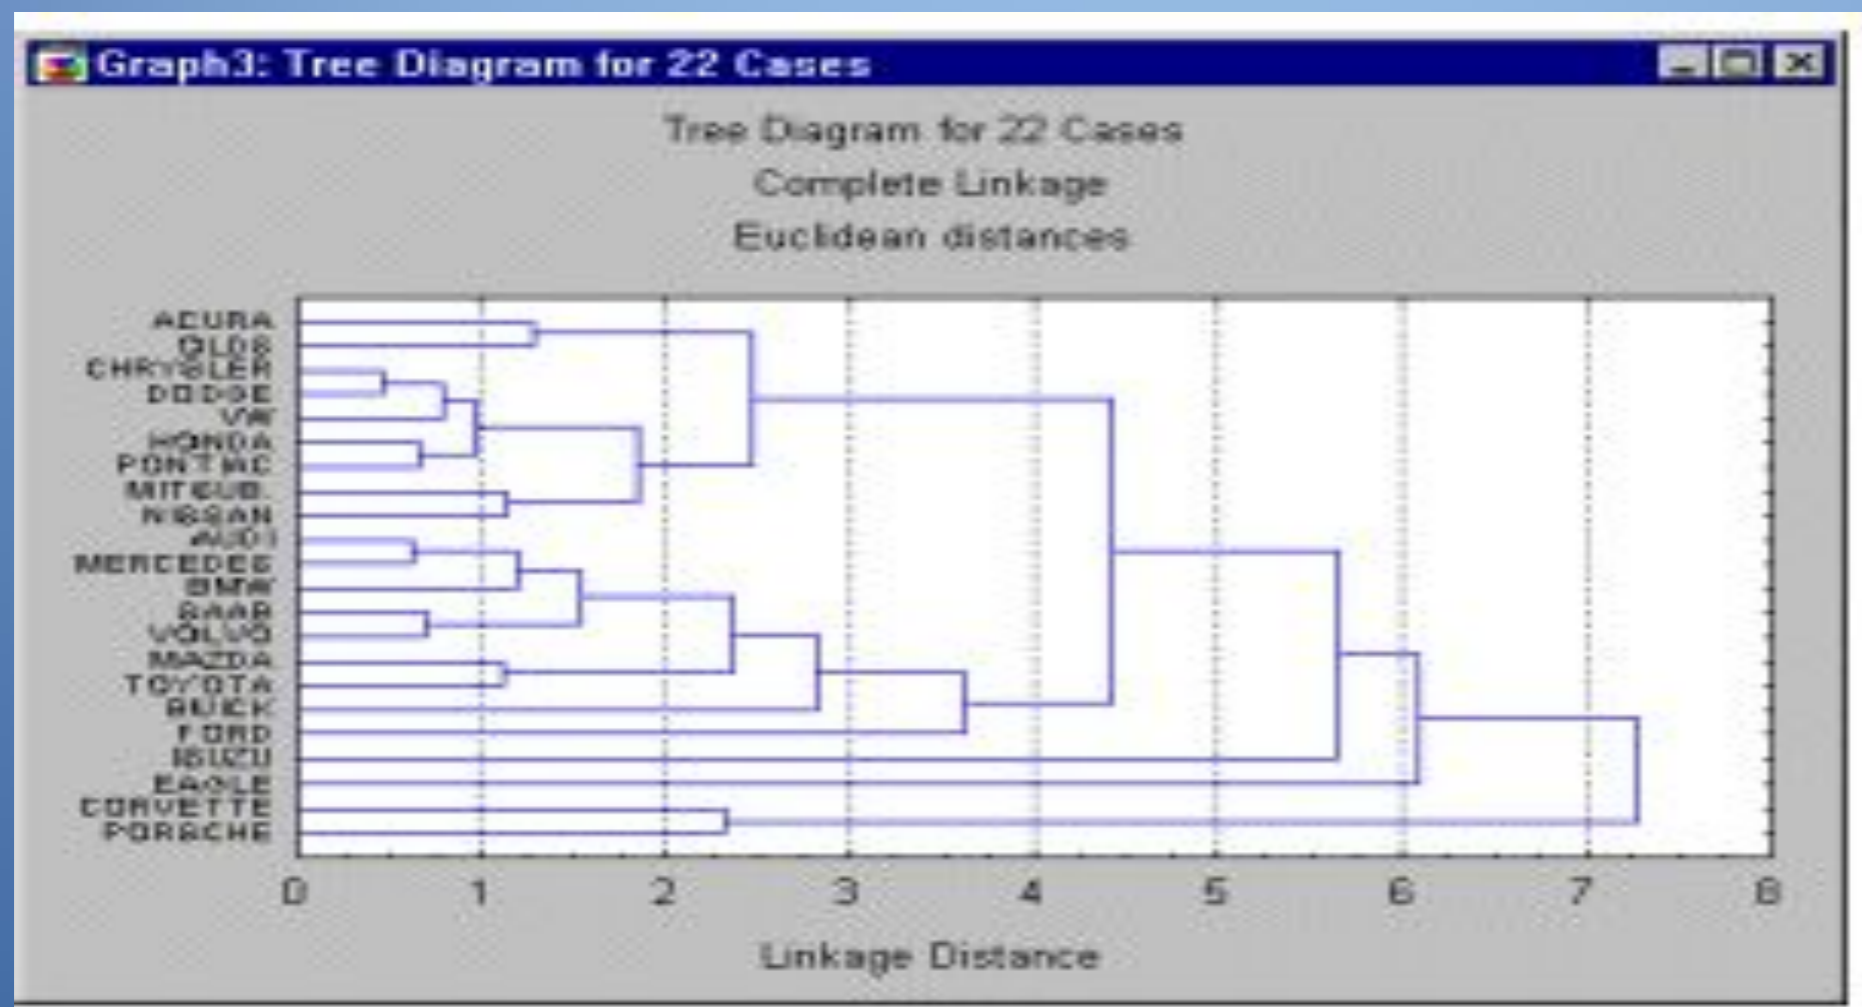 Graph3: Tree Diagram for 22 Cases
Tree Diagram for 22 Cases
Complete Linkage
Euclidean distances
ACURA
OLDS
CHRYSLER
DODGE
VW
HONDA
PONTIAC
MITSUB.
NISSAN
AUDI
MERCEDES
BMW
SAAB
VOLVO
MAZDA
TOYOTA
BUICK
FORD
ISUZU
EAGLE
CORVETTE
PORSCHE
0 1 2 3 4 5 6 7 8
Linkage Distance